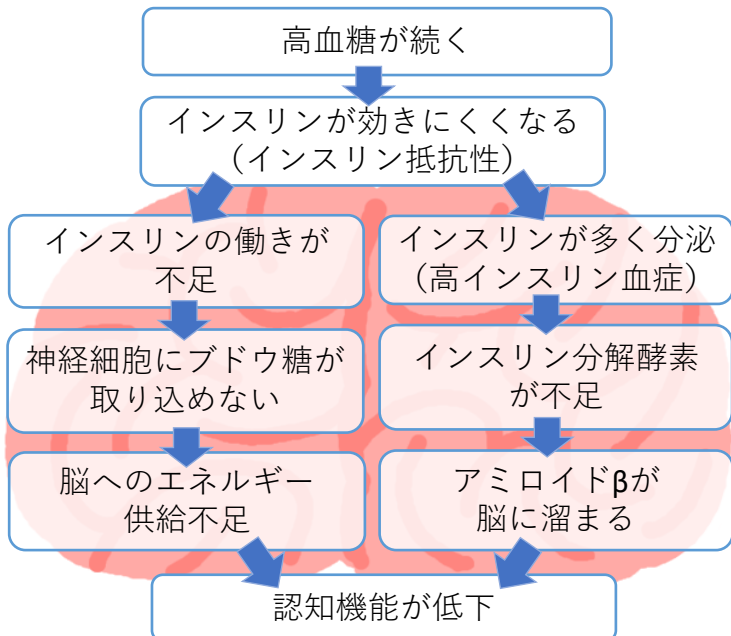 高血糖が続く
インスリンが効きにくくなる
（インスリン抵抗性）
インスリンの働きが
不足
神経細胞にブドウ糖が
取り込めない
脳へのエネルギー
供給不足
インスリンが多く分泌
（高インスリン血症）
インスリン分解酵素
が不足
アミロイドβが
脳に溜まる
認知機能が低下